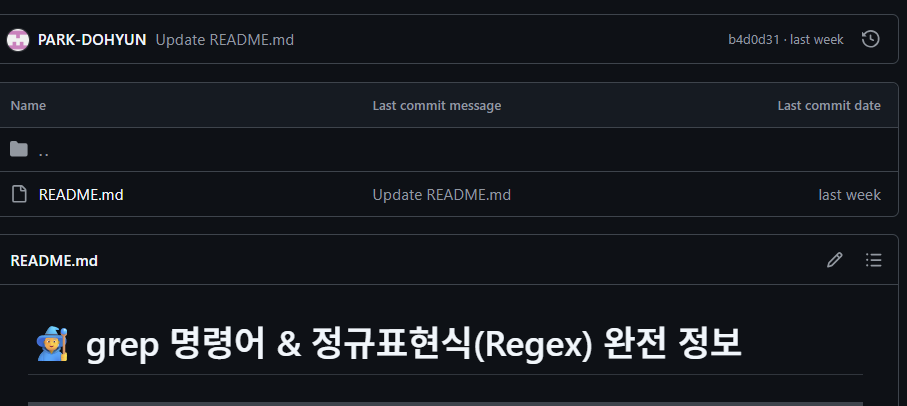 PARK-DOHYUN Update README.md b4d0d31 · last week
Name Last commit message Last commit date
..
README.md Update README.md last week
README.md
🧙‍♂️ grep 명령어 & 정규표현식(Regex) 완전 정보